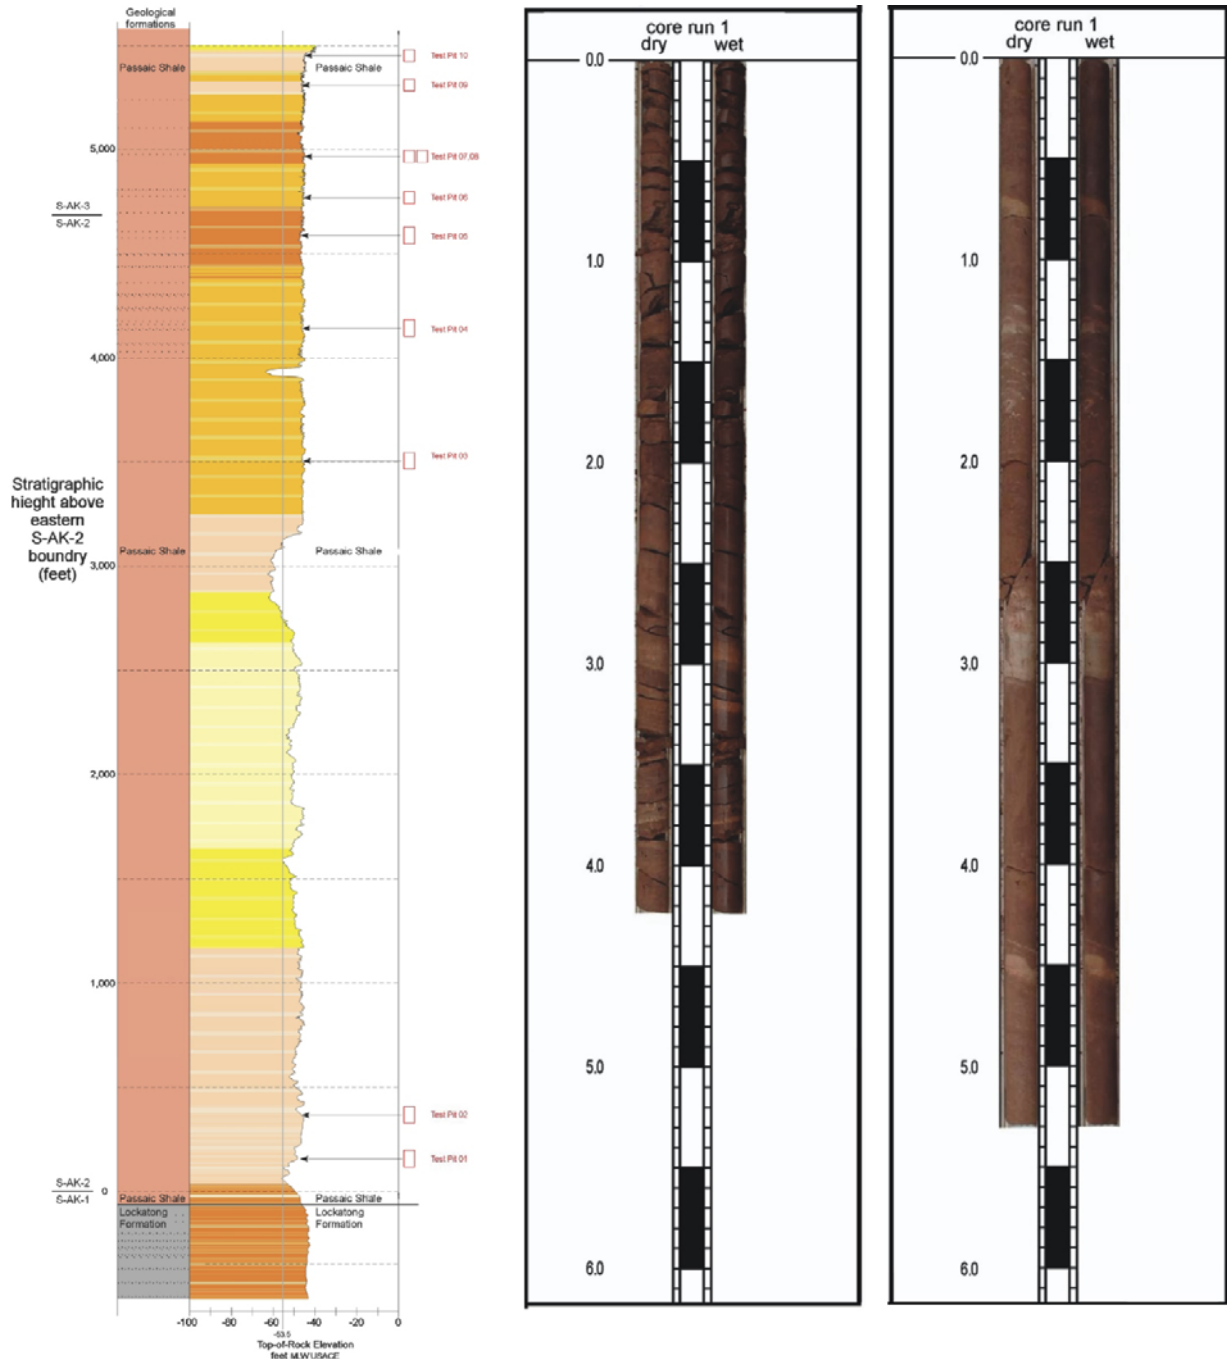 Geological
formations
Passaic Shale
Passaic Shale
Test Pit 10
Test Pit 09
5,000
Test Pit 07,08
Test Pit 06
S-AK-3
S-AK-2
Test Pit 05
Test Pit 04
4,000
Test Pit 03
Stratigraphic
hieght above
eastern
S-AK-2
boundry
(feet)
Passaic Shale
Passaic Shale
3,000
2,000
1,000
Test Pit 02
Test Pit 01
S-AK-2
S-AK-1
0
Passaic Shale
Passaic Shale
Lockatong
Formation
Lockatong
Formation
-100 -80 -60 -40 -20 0
-53.5
Top-of-Rock Elevation
feet MLW USACE
core run 1
dry wet
0.0
1.0
2.0
3.0
4.0
5.0
6.0
core run 1
dry wet
0.0
1.0
2.0
3.0
4.0
5.0
6.0